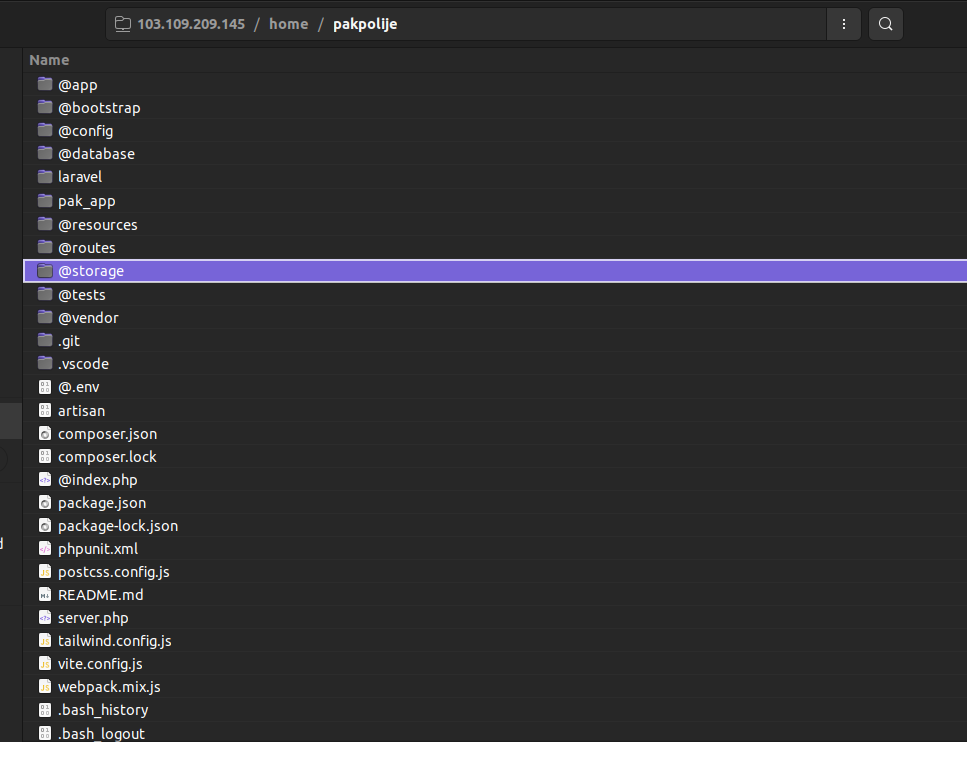 103.109.209.145 / home / pakpolije
Name
@app
@bootstrap
@config
@database
laravel
pak_app
@resources
@routes
@storage
@tests
@vendor
.git
.vscode
@.env
artisan
composer.json
composer.lock
@index.php
package.json
package-lock.json
phpunit.xml
postcss.config.js
README.md
server.php
tailwind.config.js
vite.config.js
webpack.mix.js
.bash_history
.bash_logout